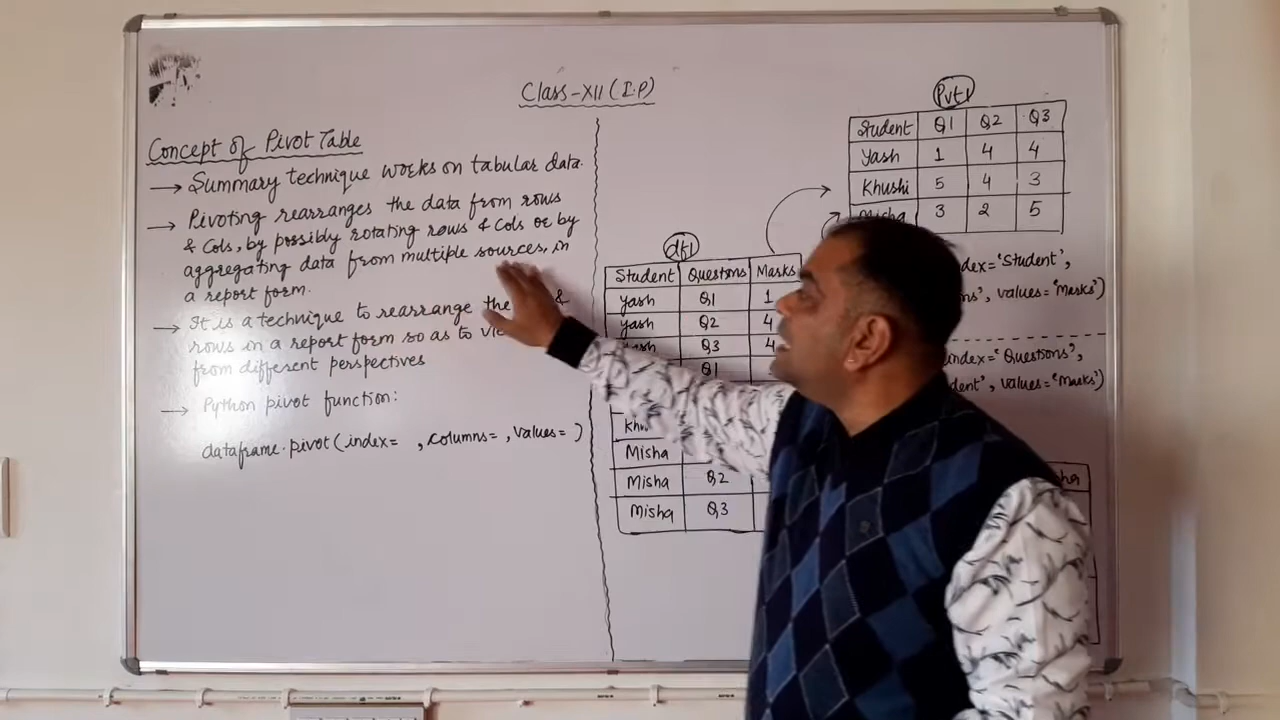 Class-XII (I.P)
Concept of Pivot Table
→ Summary technique works on tabular data.
→ Pivoting rearranges the data from rows
& Cols, by possibly rotating rows & Cols or by
aggregating data from multiple sources, in
a report form.
→ It is a technique to rearrange the &
rows in a report form so as to
from different perspectives
→ Python pivot function:
dataframe.pivot(index= , columns= , values= )
df1
Student Questions Marks
Yash Q1 1
Yash Q2 4
Yash Q3 4
Q1
Misha
Misha Q2
Misha Q3
Pvt1
Student Q1 Q2 Q3
Yash 1 4 4
Khushi 5 4 3
Misha 3 2 5
index='Student',
values='Marks')
index='Questions',
values='Marks')